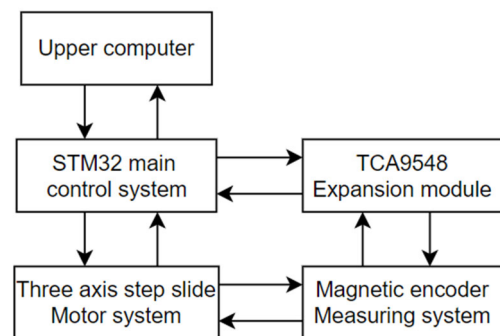 Upper computer
STM32 main
control system
TCA9548
Expansion module
Three axis step slide
Motor system
Magnetic encoder
Measuring system